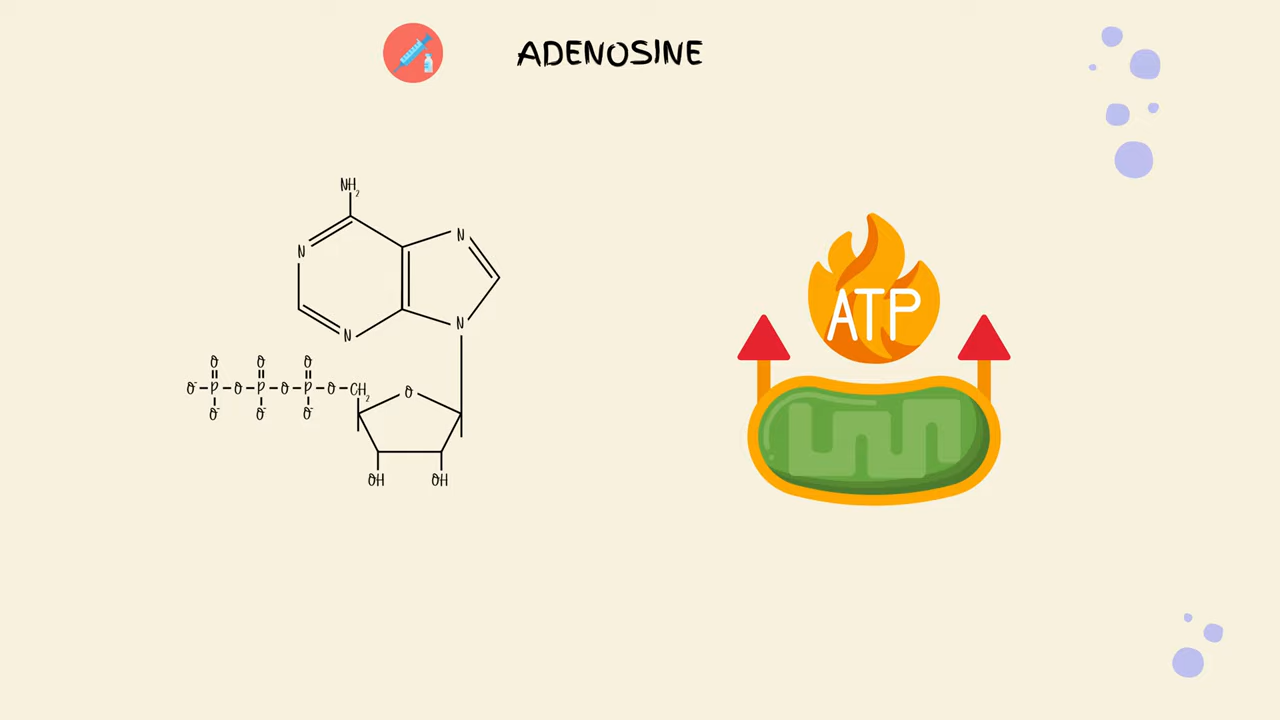 ADENOSINE
NH₂
N
N
N
N
O O O
O⁻ P O P O P O CH₂
O⁻ O⁻ O⁻
O
OH OH
ATP